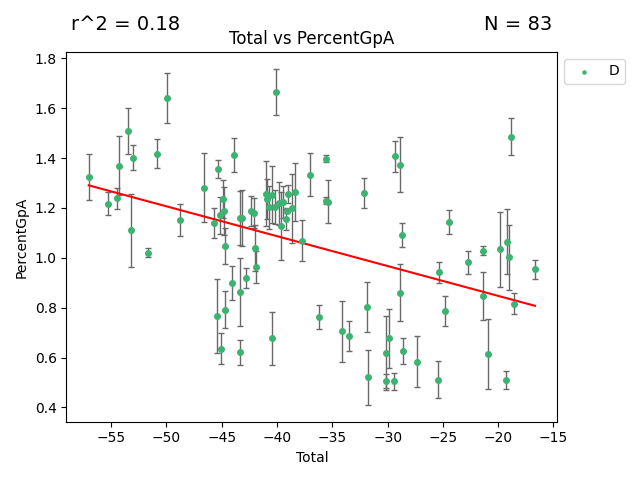 r^2 = 0.18
N = 83
Total vs PercentGpA
D
PercentGpA
1.8
1.6
1.4
1.2
1.0
0.8
0.6
0.4
−55
−50
−45
−40
−35
−30
−25
−20
−15
Total